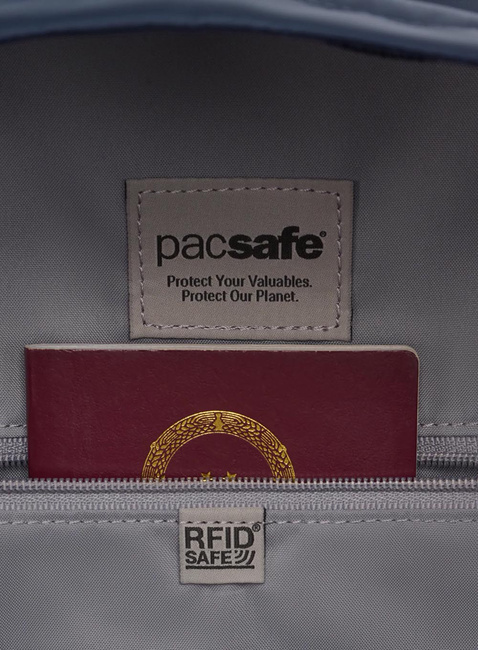 pacsafe®
Protect Your Valuables.
Protect Our Planet.
RFID®
SAFE